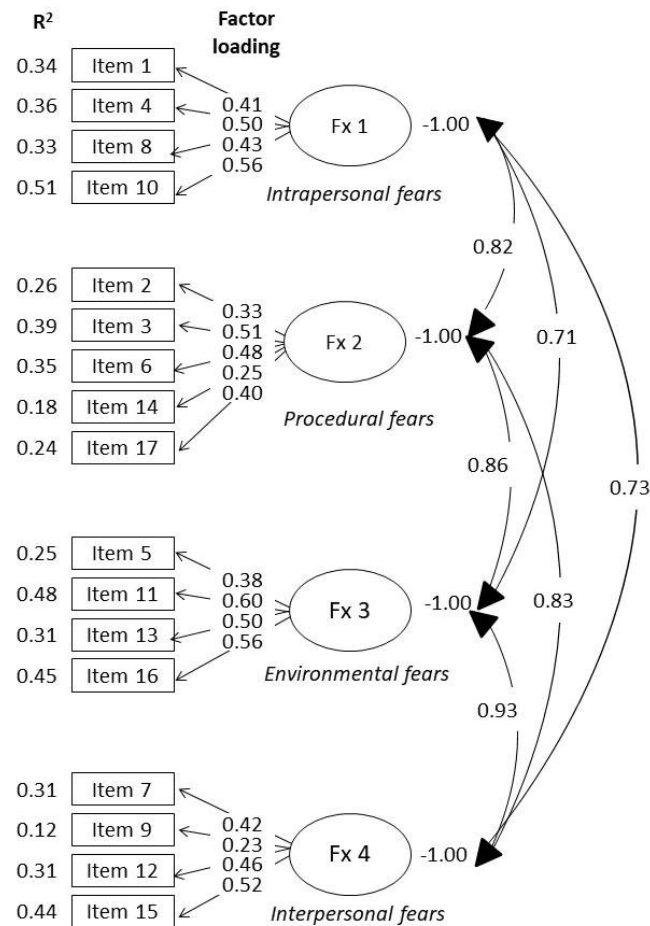 R²
Factor
loading
0.34 Item 1
0.36 Item 4
0.33 Item 8
0.51 Item 10
0.41
0.50
0.43
0.56
Fx 1
-1.00
Intrapersonal fears
0.82
0.71
0.26 Item 2
0.39 Item 3
0.35 Item 6
0.18 Item 14
0.24 Item 17
0.33
0.51
0.48
0.25
0.40
Fx 2
-1.00
Procedural fears
0.86
0.73
0.25 Item 5
0.48 Item 11
0.31 Item 13
0.45 Item 16
0.38
0.60
0.50
0.56
Fx 3
-1.00
0.83
Environmental fears
0.93
0.31 Item 7
0.12 Item 9
0.31 Item 12
0.44 Item 15
0.42
0.23
0.46
0.52
Fx 4
-1.00
Interpersonal fears